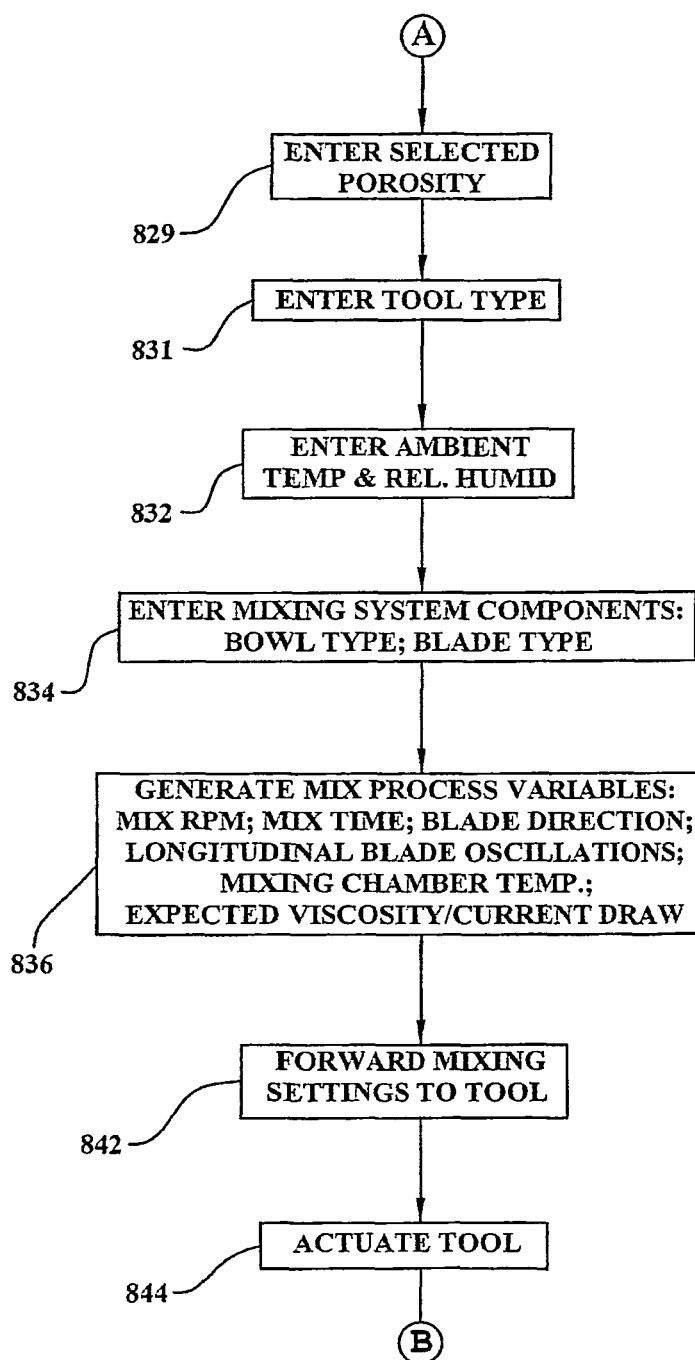 A
ENTER SELECTED
POROSITY
829
ENTER TOOL TYPE
831
ENTER AMBIENT
TEMP & REL. HUMID
832
ENTER MIXING SYSTEM COMPONENTS:
BOWL TYPE; BLADE TYPE
834
GENERATE MIX PROCESS VARIABLES:
MIX RPM; MIX TIME; BLADE DIRECTION;
LONGITUDINAL BLADE OSCILLATIONS;
MIXING CHAMBER TEMP.;
EXPECTED VISCOSITY/CURRENT DRAW
836
FORWARD MIXING
SETTINGS TO TOOL
842
ACTUATE TOOL
844
B